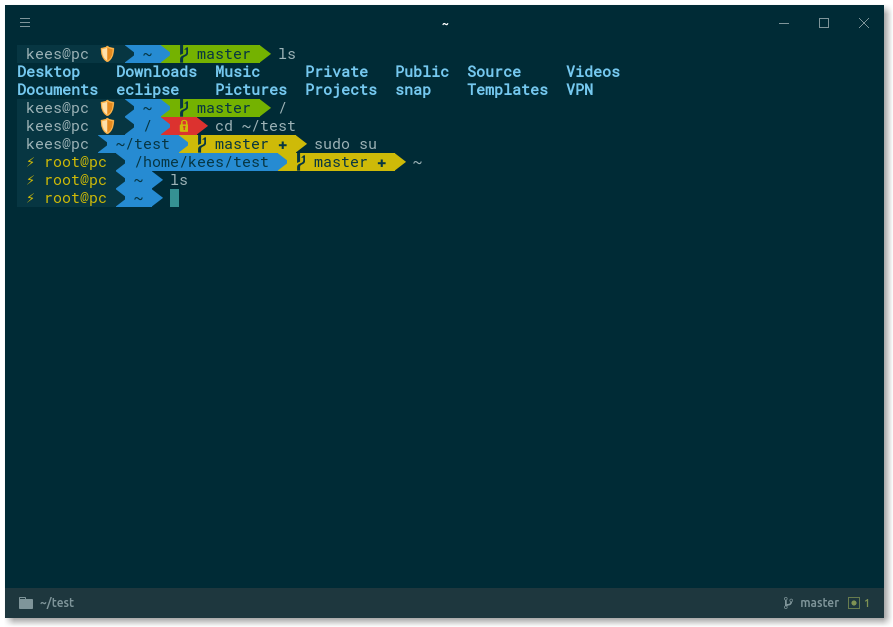 ~
kees@pc ~ master ls
Desktop Downloads Music Private Public Source Videos
Documents eclipse Pictures Projects snap Templates VPN
kees@pc ~ master /
kees@pc / cd ~/test
kees@pc ~/test master + sudo su
⚡ root@pc /home/kees/test master + ~
⚡ root@pc ~ ls
⚡ root@pc ~
~/test master 1